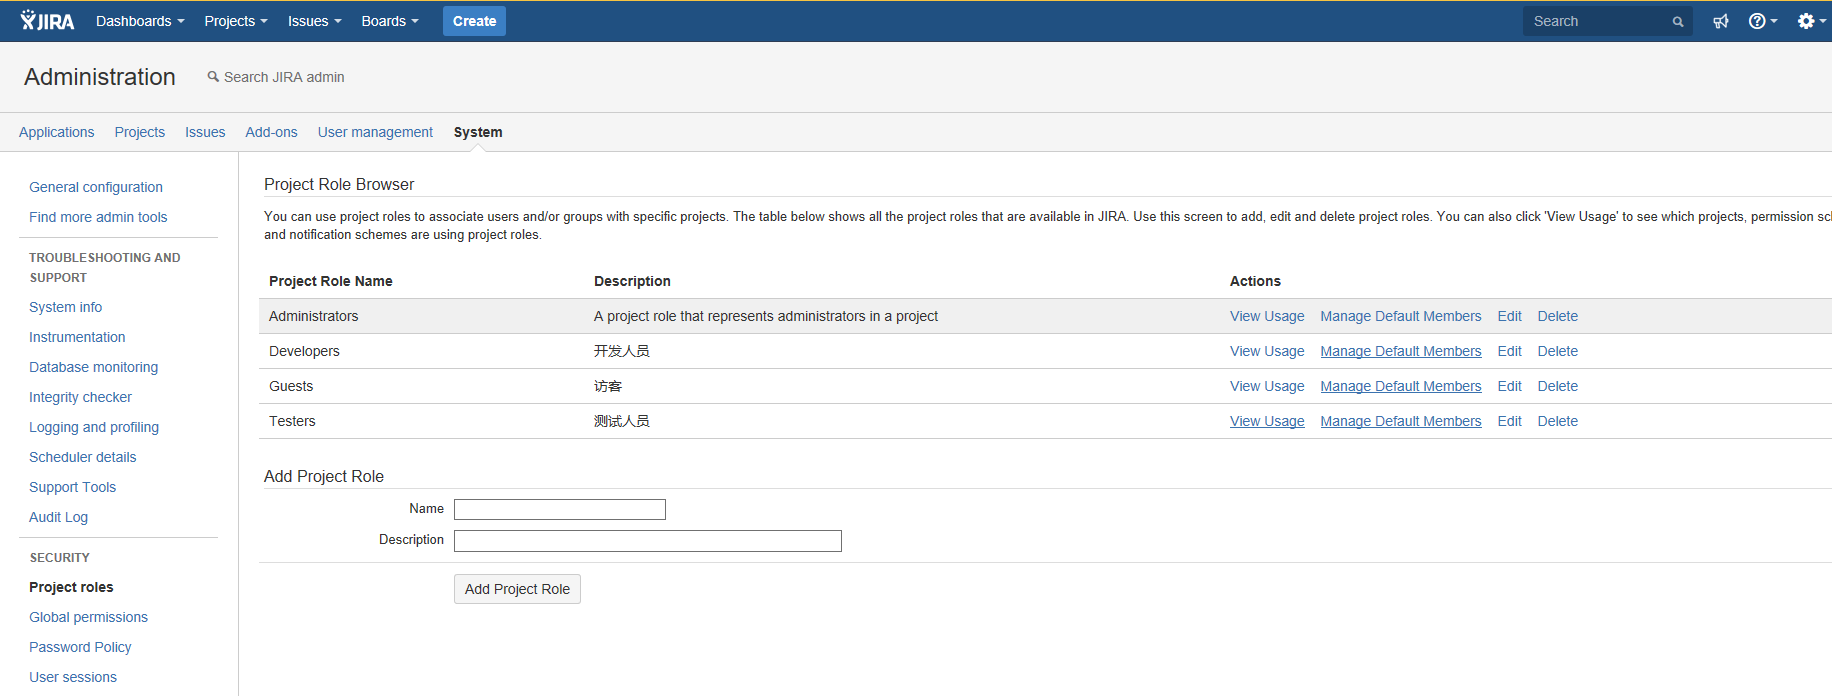 JIRA Dashboards Projects Issues Boards Create Search
Administration Search JIRA admin
Applications Projects Issues Add-ons User management System
General configuration
Find more admin tools
TROUBLESHOOTING AND
SUPPORT
System info
Instrumentation
Database monitoring
Integrity checker
Logging and profiling
Scheduler details
Support Tools
Audit Log
SECURITY
Project roles
Global permissions
Password Policy
User sessions
Project Role Browser
You can use project roles to associate users and/or groups with specific projects. The table below shows all the project roles that are available in JIRA. Use this screen to add, edit and delete project roles. You can also click 'View Usage' to see which projects, permission sc
and notification schemes are using project roles.
Project Role Name Description Actions
Administrators A project role that represents administrators in a project View Usage Manage Default Members Edit Delete
Developers 开发人员 View Usage Manage Default Members Edit Delete
Guests 访客 View Usage Manage Default Members Edit Delete
Testers 测试人员 View Usage Manage Default Members Edit Delete
Add Project Role
Name
Description
Add Project Role